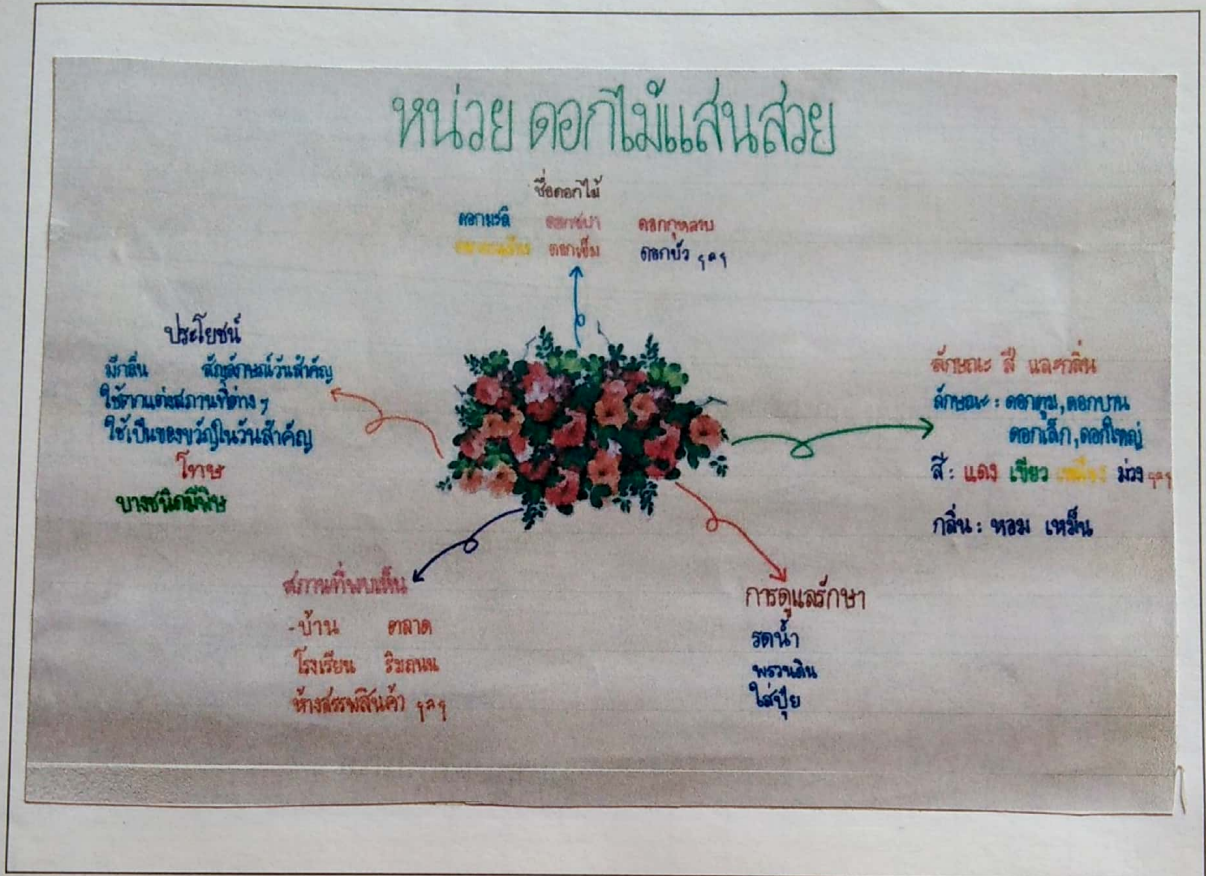 หน่วย ดอกไม้แสนสวย
ชื่อดอกไม้
ดอกมะลิ ดอกชบา ดอกกุหลาบ
ดอกเข็ม ดอกบัว ฯลฯ
ประโยชน์
มีกลิ่น สัญลักษณ์วันสำคัญ
ใช้ตกแต่งสถานที่ต่าง ๆ
ใช้เป็นของขวัญในวันสำคัญ
โทษ
บางชนิดมีพิษ
ลักษณะ สี และกลิ่น
ลักษณะ : ดอกตูม,ดอกบาน
ดอกเล็ก,ดอกใหญ่
สี : แดง เขียว เหลือง ม่วง ฯลฯ
กลิ่น : หอม เหม็น
สถานที่พบเห็น
-บ้าน ตลาด
โรงเรียน ริมถนน
ห้างสรรพสินค้า ฯลฯ
การดูแลรักษา
รดน้ำ
พรวนดิน
ใส่ปุ๋ย